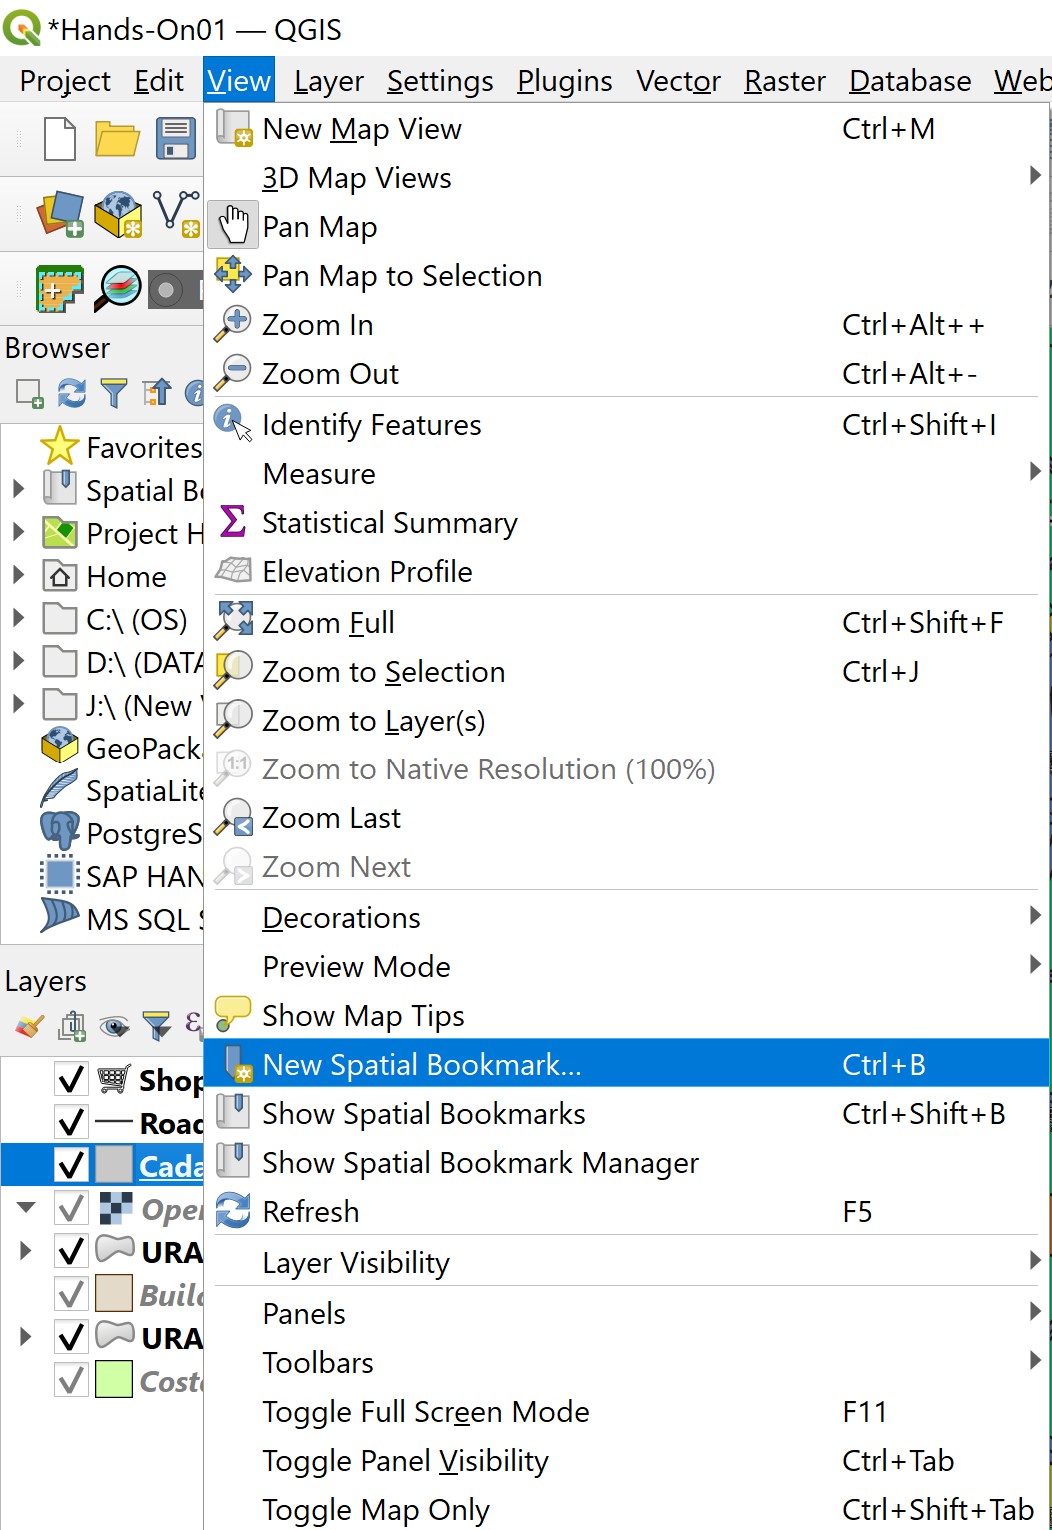 *Hands-On01 — QGIS
Project Edit View Layer Settings Plugins Vector Raster Database Web
New Map View Ctrl+M
3D Map Views
Pan Map
Pan Map to Selection
Zoom In Ctrl+Alt++
Zoom Out Ctrl+Alt+-
Identify Features Ctrl+Shift+I
Measure
Statistical Summary
Elevation Profile
Zoom Full Ctrl+Shift+F
Zoom to Selection Ctrl+J
Zoom to Layer(s)
Zoom to Native Resolution (100%)
Zoom Last
Zoom Next
Decorations
Preview Mode
Show Map Tips
New Spatial Bookmark... Ctrl+B
Show Spatial Bookmarks Ctrl+Shift+B
Show Spatial Bookmark Manager
Refresh F5
Layer Visibility
Panels
Toolbars
Toggle Full Screen Mode F11
Toggle Panel Visibility Ctrl+Tab
Toggle Map Only Ctrl+Shift+Tab
Browser
Favorites
Spatial B
Project H
Home
C:\ (OS)
D:\ (DATA
J:\ (New
GeoPack
SpatiaLite
PostgreS
SAP HAN
MS SQL S
Layers
Shop
Road
Cada
Oper
URA
Build
URA
Coste